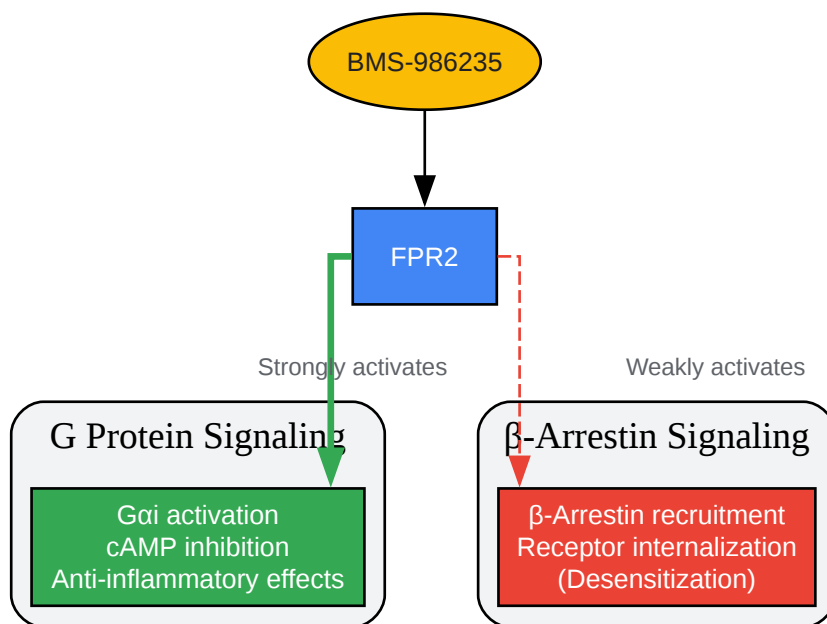 BMS-986235
FPR2
Strongly activates
Weakly activates
G Protein Signaling
Gαi activation
cAMP inhibition
Anti-inflammatory effects
β-Arrestin Signaling
β-Arrestin recruitment
Receptor internalization
(Desensitization)